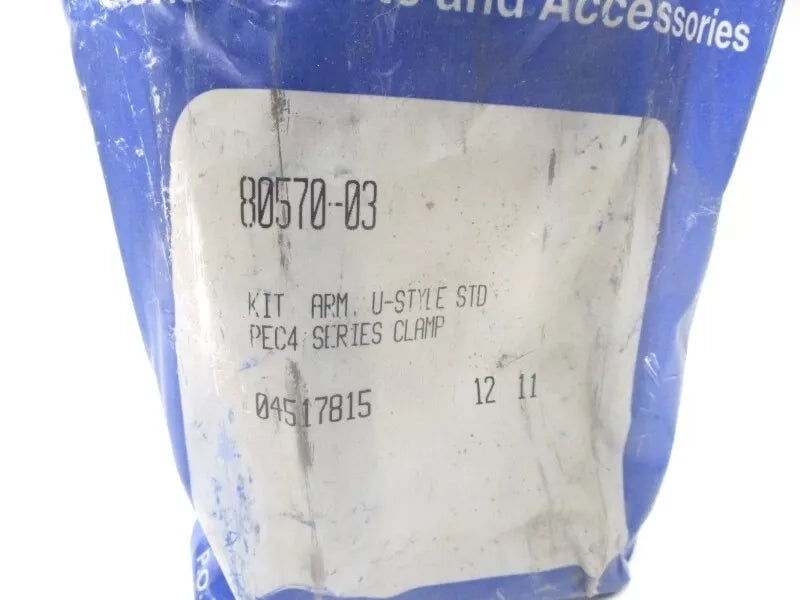 and Accessories
80570-03
KIT ARM, U-STYLE STD
PEC4 SERIES CLAMP
04517815 12 11
P.O.